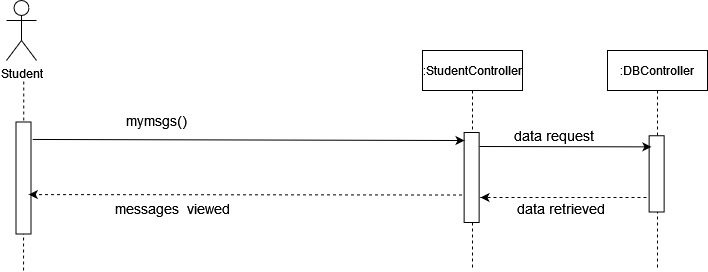 Student
:StudentController
:DBController
mymsgs()
data request
messages viewed
data retrieved